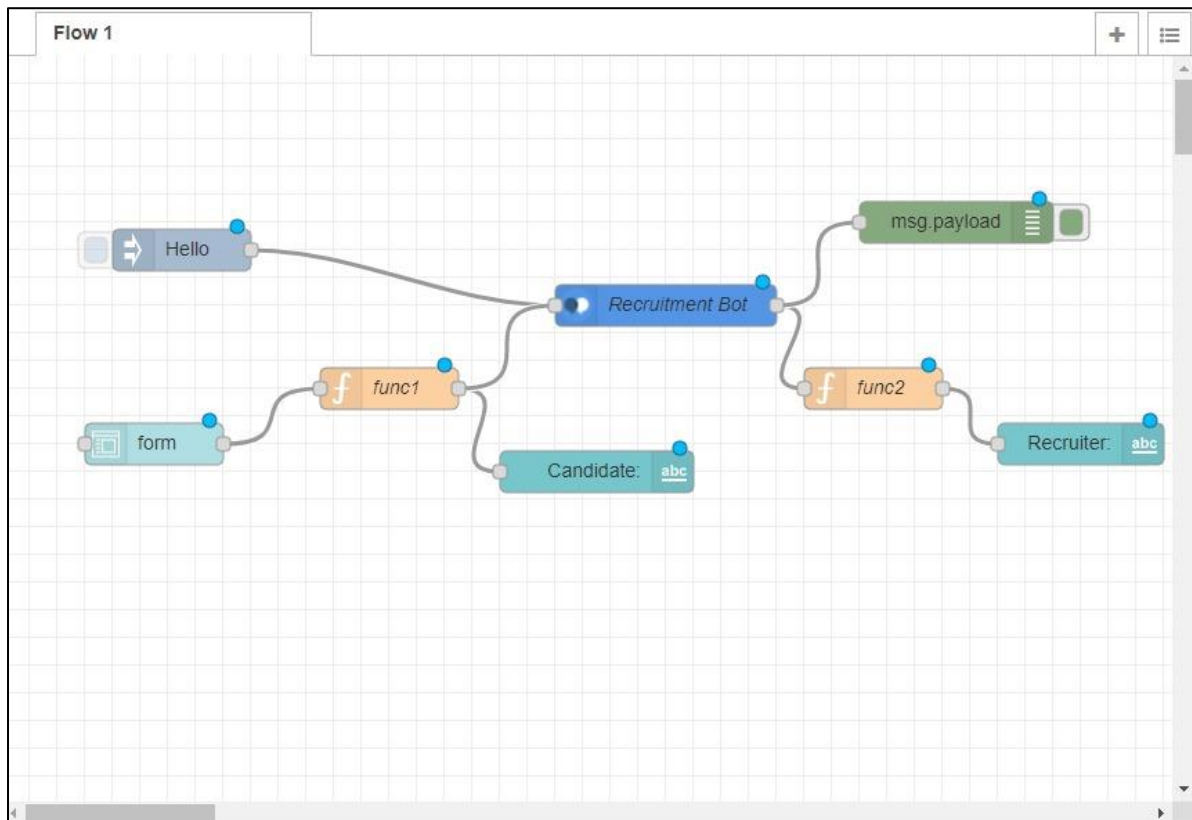 Flow 1
msg.payload
Hello
Recruitment Bot
func1
func2
form
Recruiter: abc
Candidate: abc